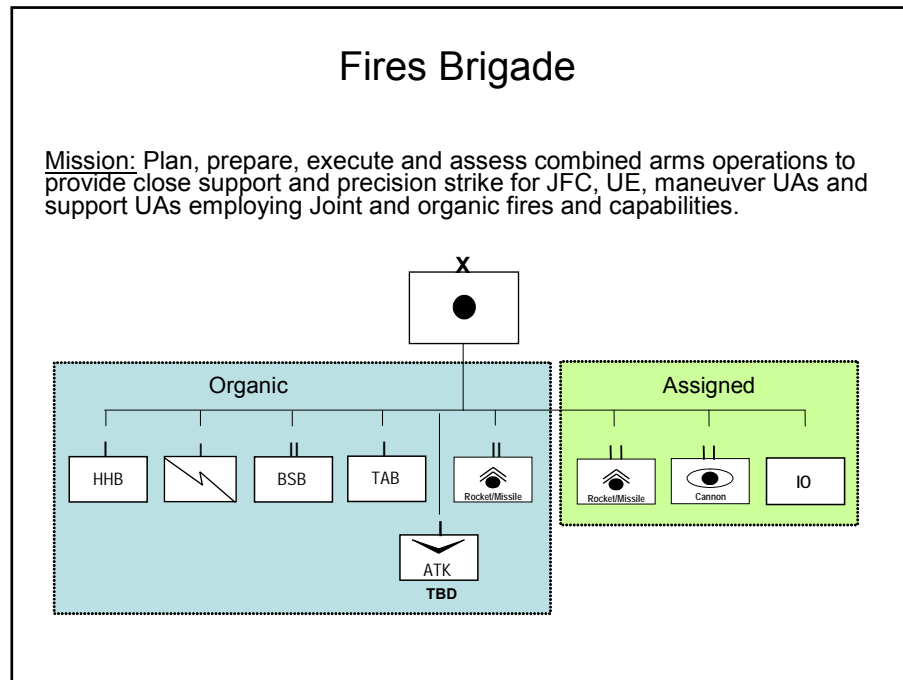 Fires Brigade
Mission: Plan, prepare, execute and assess combined arms operations to
provide close support and precision strike for JFC, UE, maneuver UAs and
support UAs employing Joint and organic fires and capabilities.
X
Organic
Assigned
I I II I II II II
HHB BSB TAB Rocket/Missile Rocket/Missile Cannon IO
I
ATK
TBD